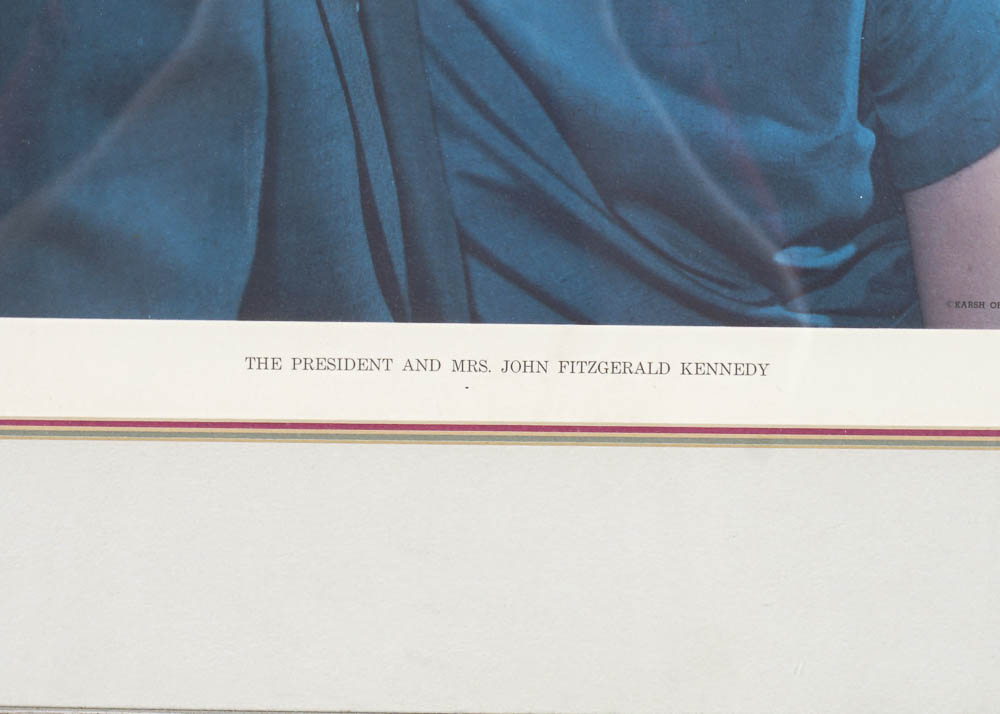 ©KARSH OF
THE PRESIDENT AND MRS. JOHN FITZGERALD KENNEDY